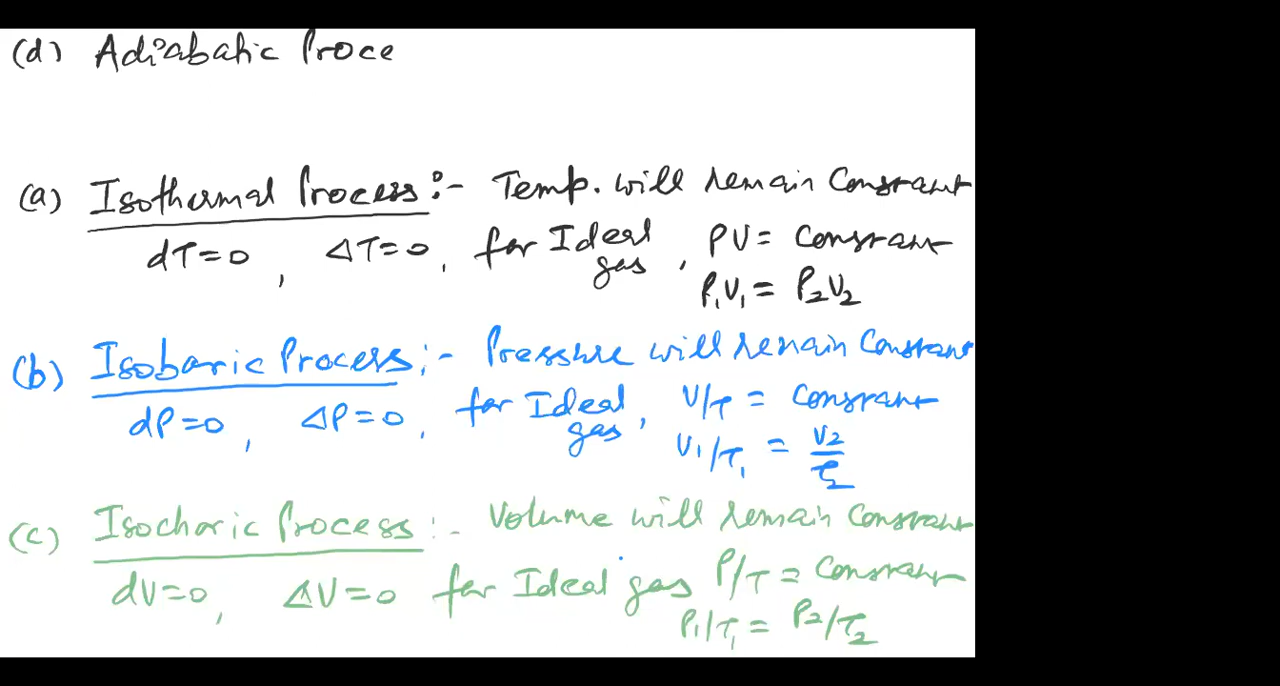 (d) Adiabatic Proce
(a) Isothermal Process :- Temp. will remain Constant
dT=0, ΔT=0, for Ideal gas, PV = Constant
P₁V₁ = P₂V₂
(b) Isobaric Process :- Pressure will remain Constant
dP=0, ΔP=0, for Ideal gas, V/T = Constant
V₁/T₁ = V₂/T₂
(c) Isochoric Process :- Volume will remain Constant
dV=0, ΔV=0 for Ideal gas P/T = Constant
P₁/T₁ = P₂/T₂